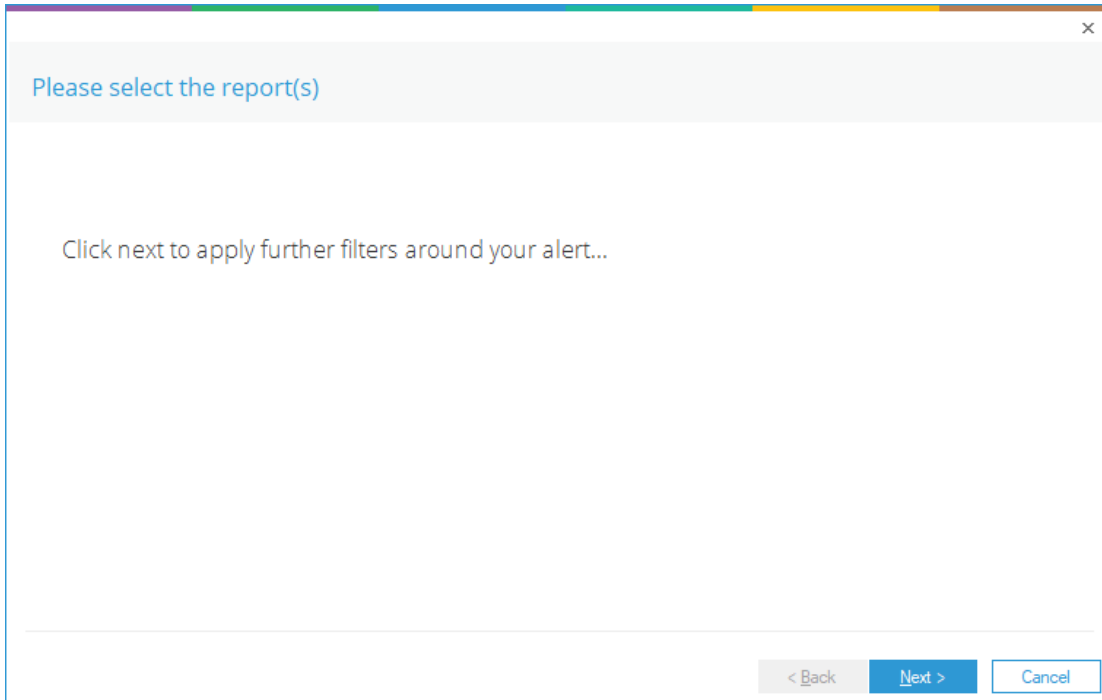 ×
Please select the report(s)
Click next to apply further filters around your alert...
< Back
Next >
Cancel